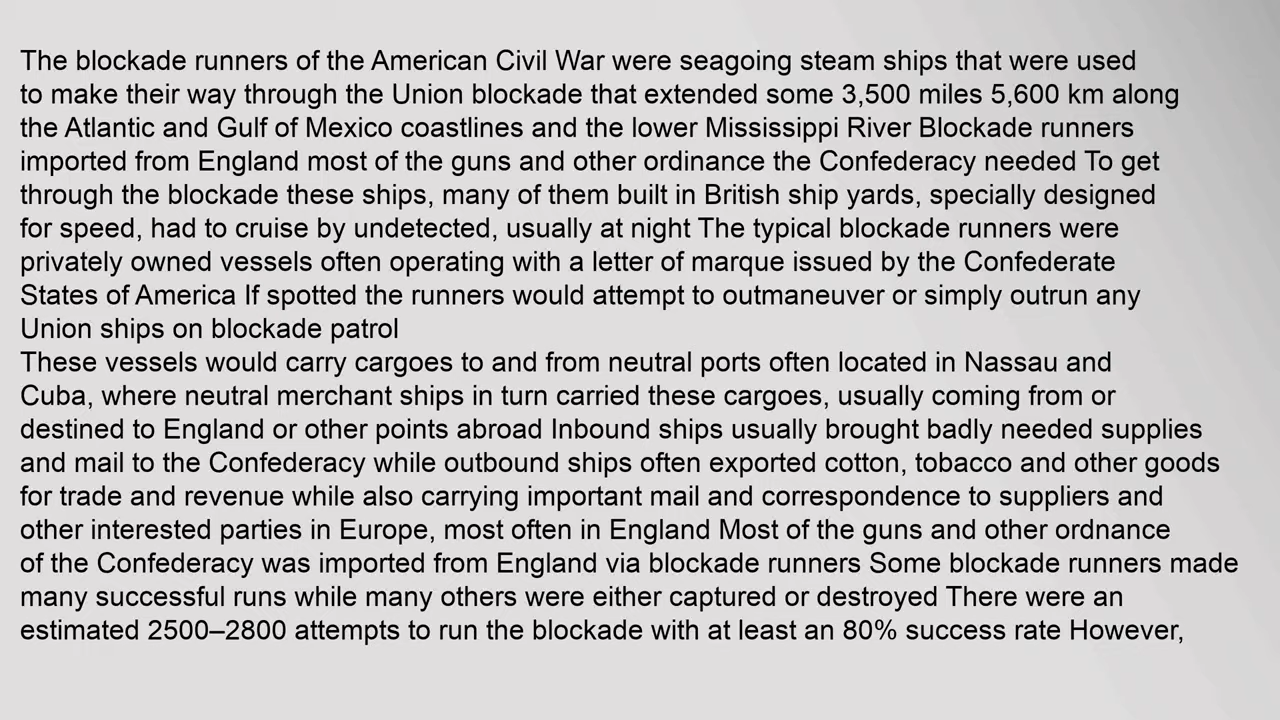 The blockade runners of the American Civil War were seagoing steam ships that were used
to make their way through the Union blockade that extended some 3,500 miles 5,600 km along
the Atlantic and Gulf of Mexico coastlines and the lower Mississippi River Blockade runners
imported from England most of the guns and other ordinance the Confederacy needed To get
through the blockade these ships, many of them built in British ship yards, specially designed
for speed, had to cruise by undetected, usually at night The typical blockade runners were
privately owned vessels often operating with a letter of marque issued by the Confederate
States of America If spotted the runners would attempt to outmaneuver or simply outrun any
Union ships on blockade patrol
These vessels would carry cargoes to and from neutral ports often located in Nassau and
Cuba, where neutral merchant ships in turn carried these cargoes, usually coming from or
destined to England or other points abroad Inbound ships usually brought badly needed supplies
and mail to the Confederacy while outbound ships often exported cotton, tobacco and other goods
for trade and revenue while also carrying important mail and correspondence to suppliers and
other interested parties in Europe, most often in England Most of the guns and other ordnance
of the Confederacy was imported from England via blockade runners Some blockade runners made
many successful runs while many others were either captured or destroyed There were an
estimated 2500–2800 attempts to run the blockade with at least an 80% success rate However,